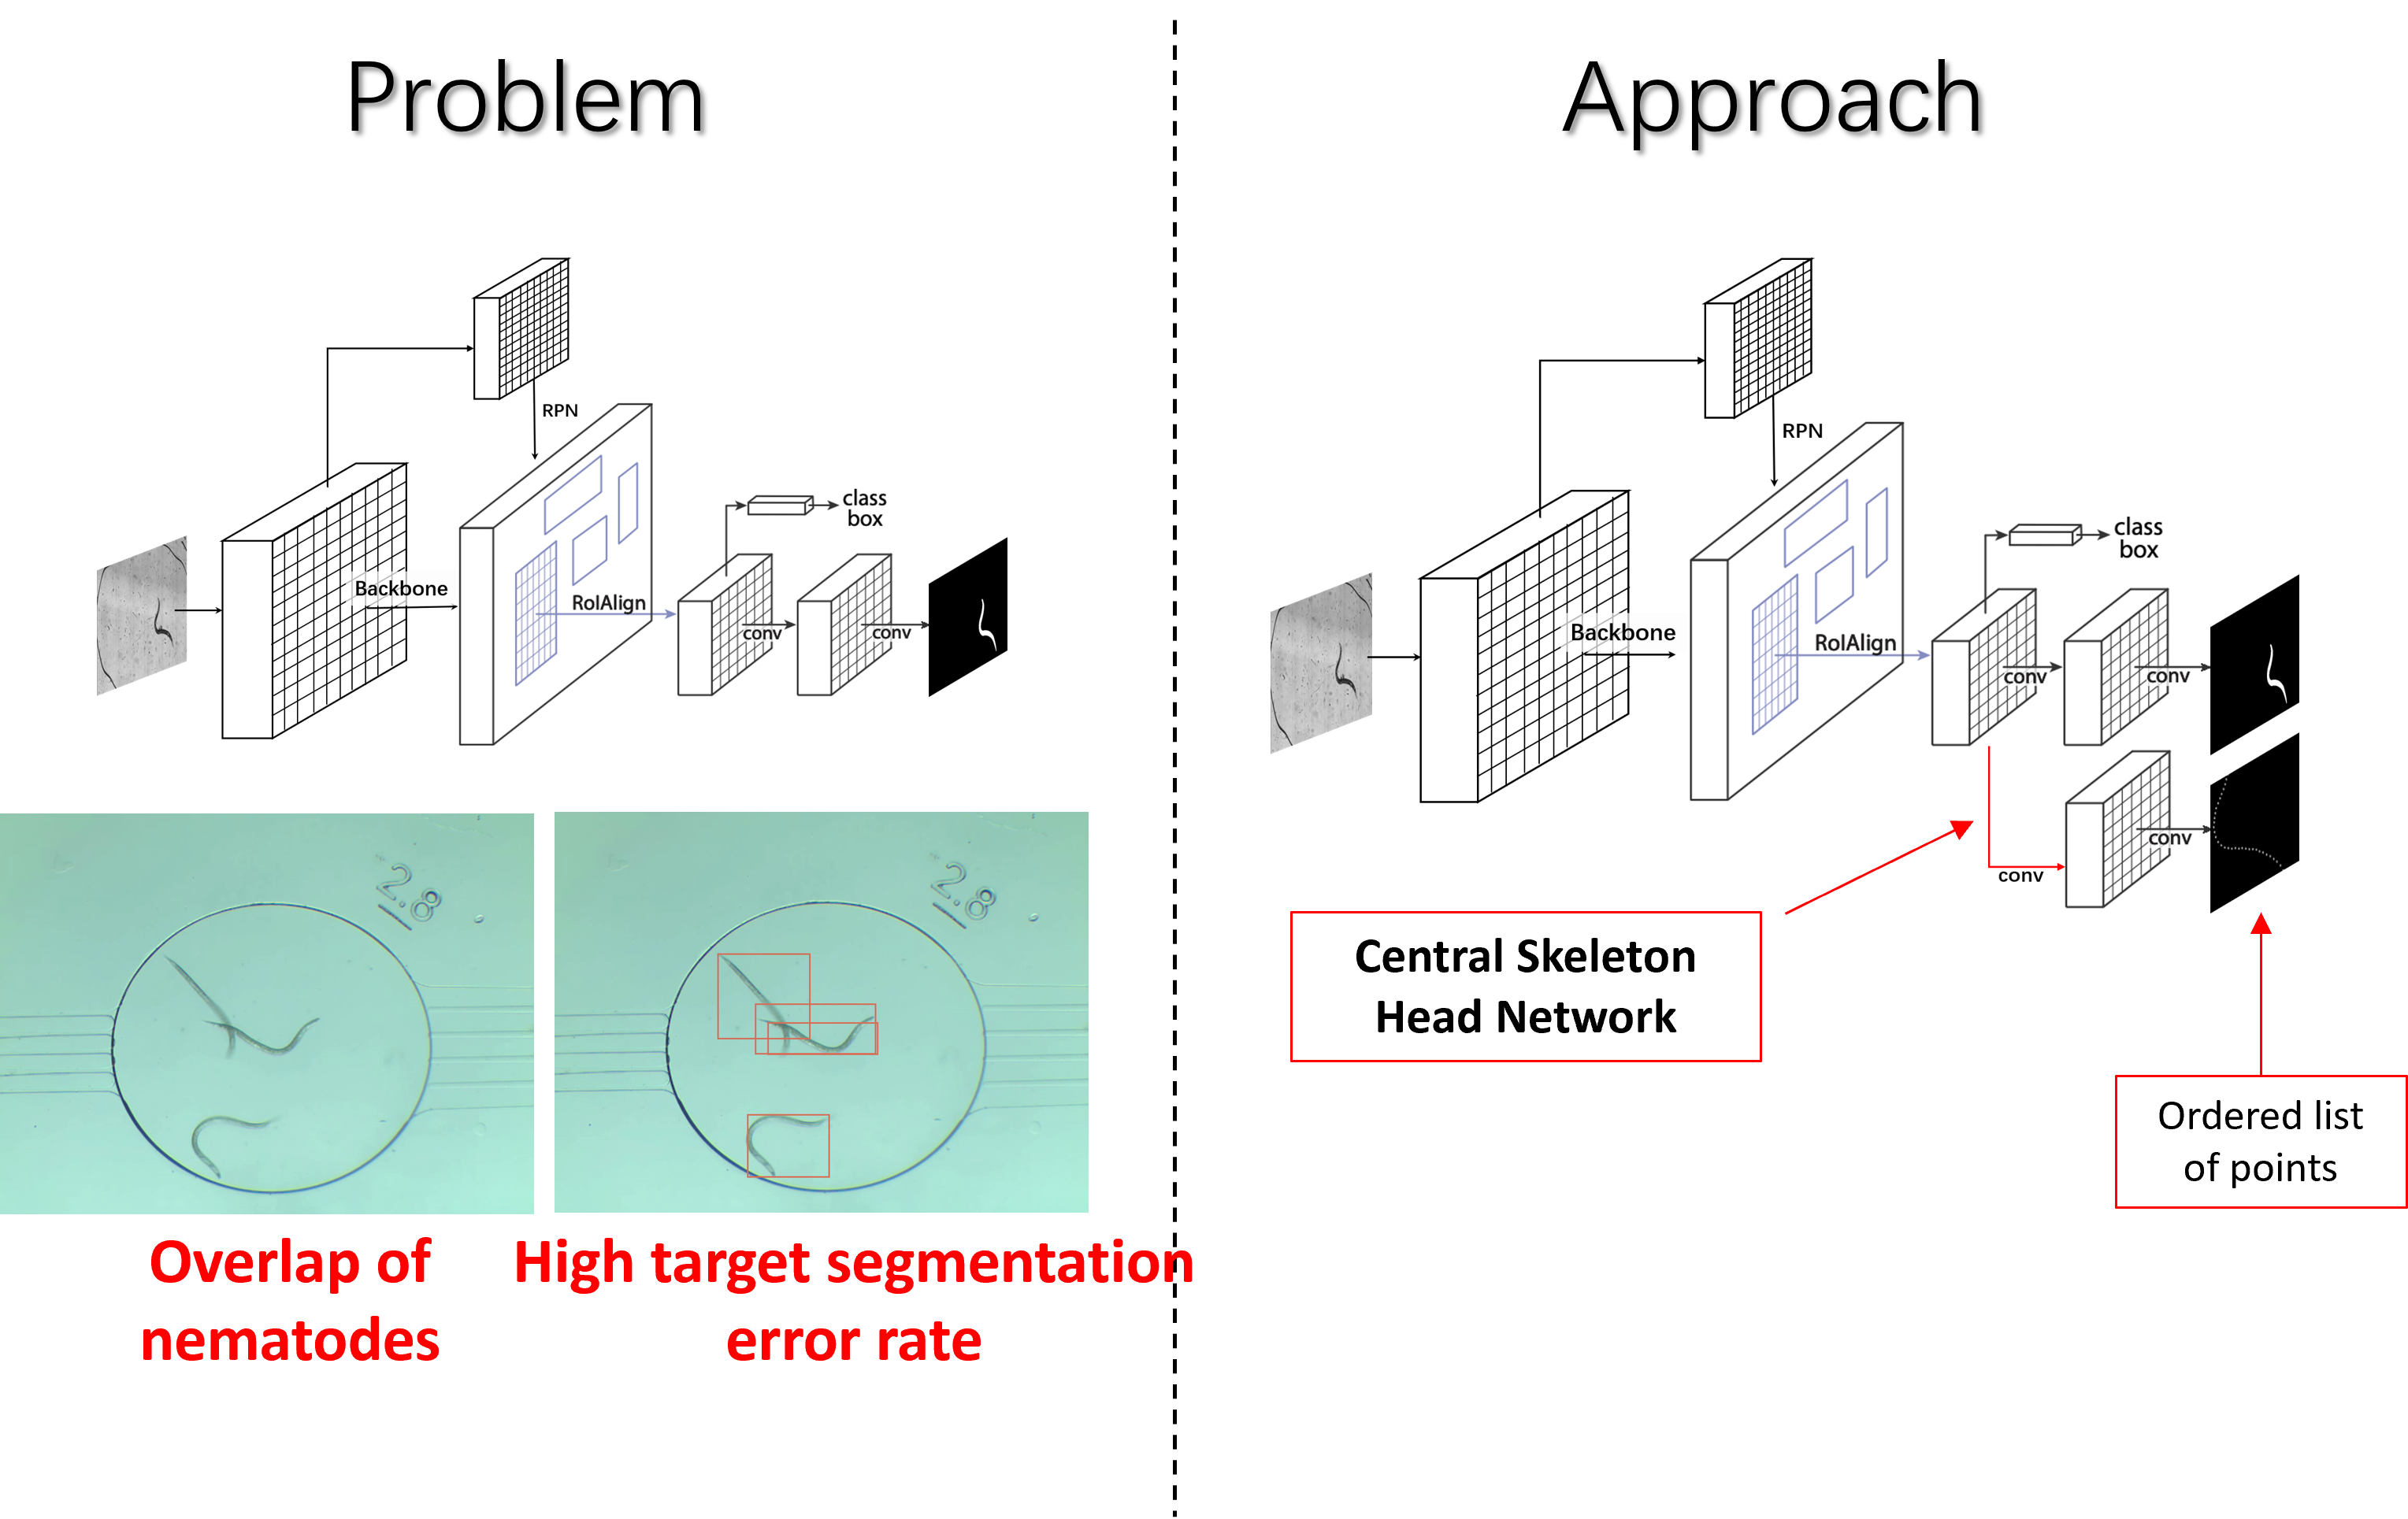 Problem
RPN
class
box
Backbone
RoIAlign
conv
conv
2.8
2.8
Overlap of
nematodes
High target segmentation
error rate
Approach
RPN
class
box
Backbone
RoIAlign
conv
conv
conv
conv
Central Skeleton
Head Network
Ordered list
of points